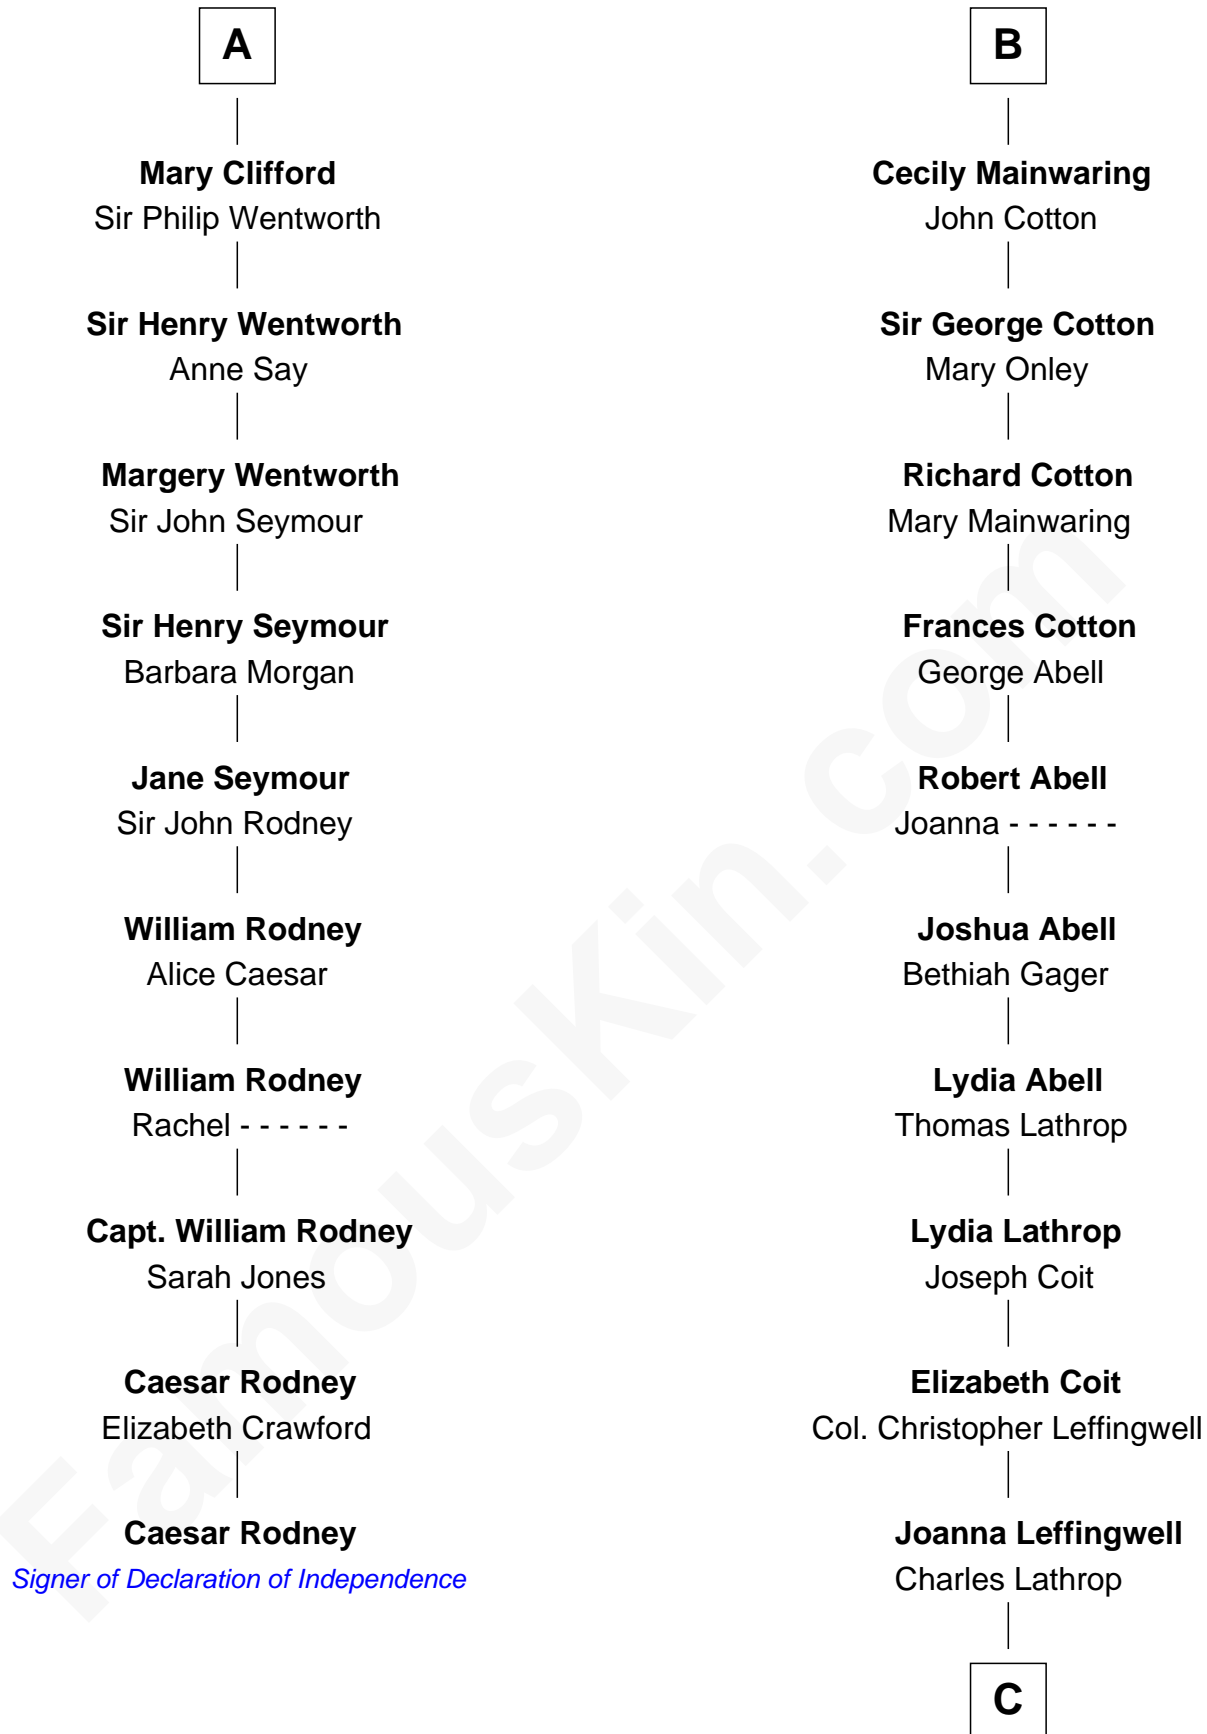 A
Mary Clifford
Sir Philip Wentworth
Sir Henry Wentworth
Anne Say
Margery Wentworth
Sir John Seymour
Sir Henry Seymour
Barbara Morgan
Jane Seymour
Sir John Rodney
William Rodney
Alice Caesar
William Rodney
Rachel - - - - - -
Capt. William Rodney
Sarah Jones
Caesar Rodney
Elizabeth Crawford
Caesar Rodney
Signer of Declaration of Independence
B
Cecily Mainwaring
John Cotton
Sir George Cotton
Mary Onley
Richard Cotton
Mary Mainwaring
Frances Cotton
George Abell
Robert Abell
Joanna - - - - - -
Joshua Abell
Bethiah Gager
Lydia Abell
Thomas Lathrop
Lydia Lathrop
Joseph Coit
Elizabeth Coit
Col. Christopher Leffingwell
Joanna Leffingwell
Charles Lathrop
C
FamousKin.com